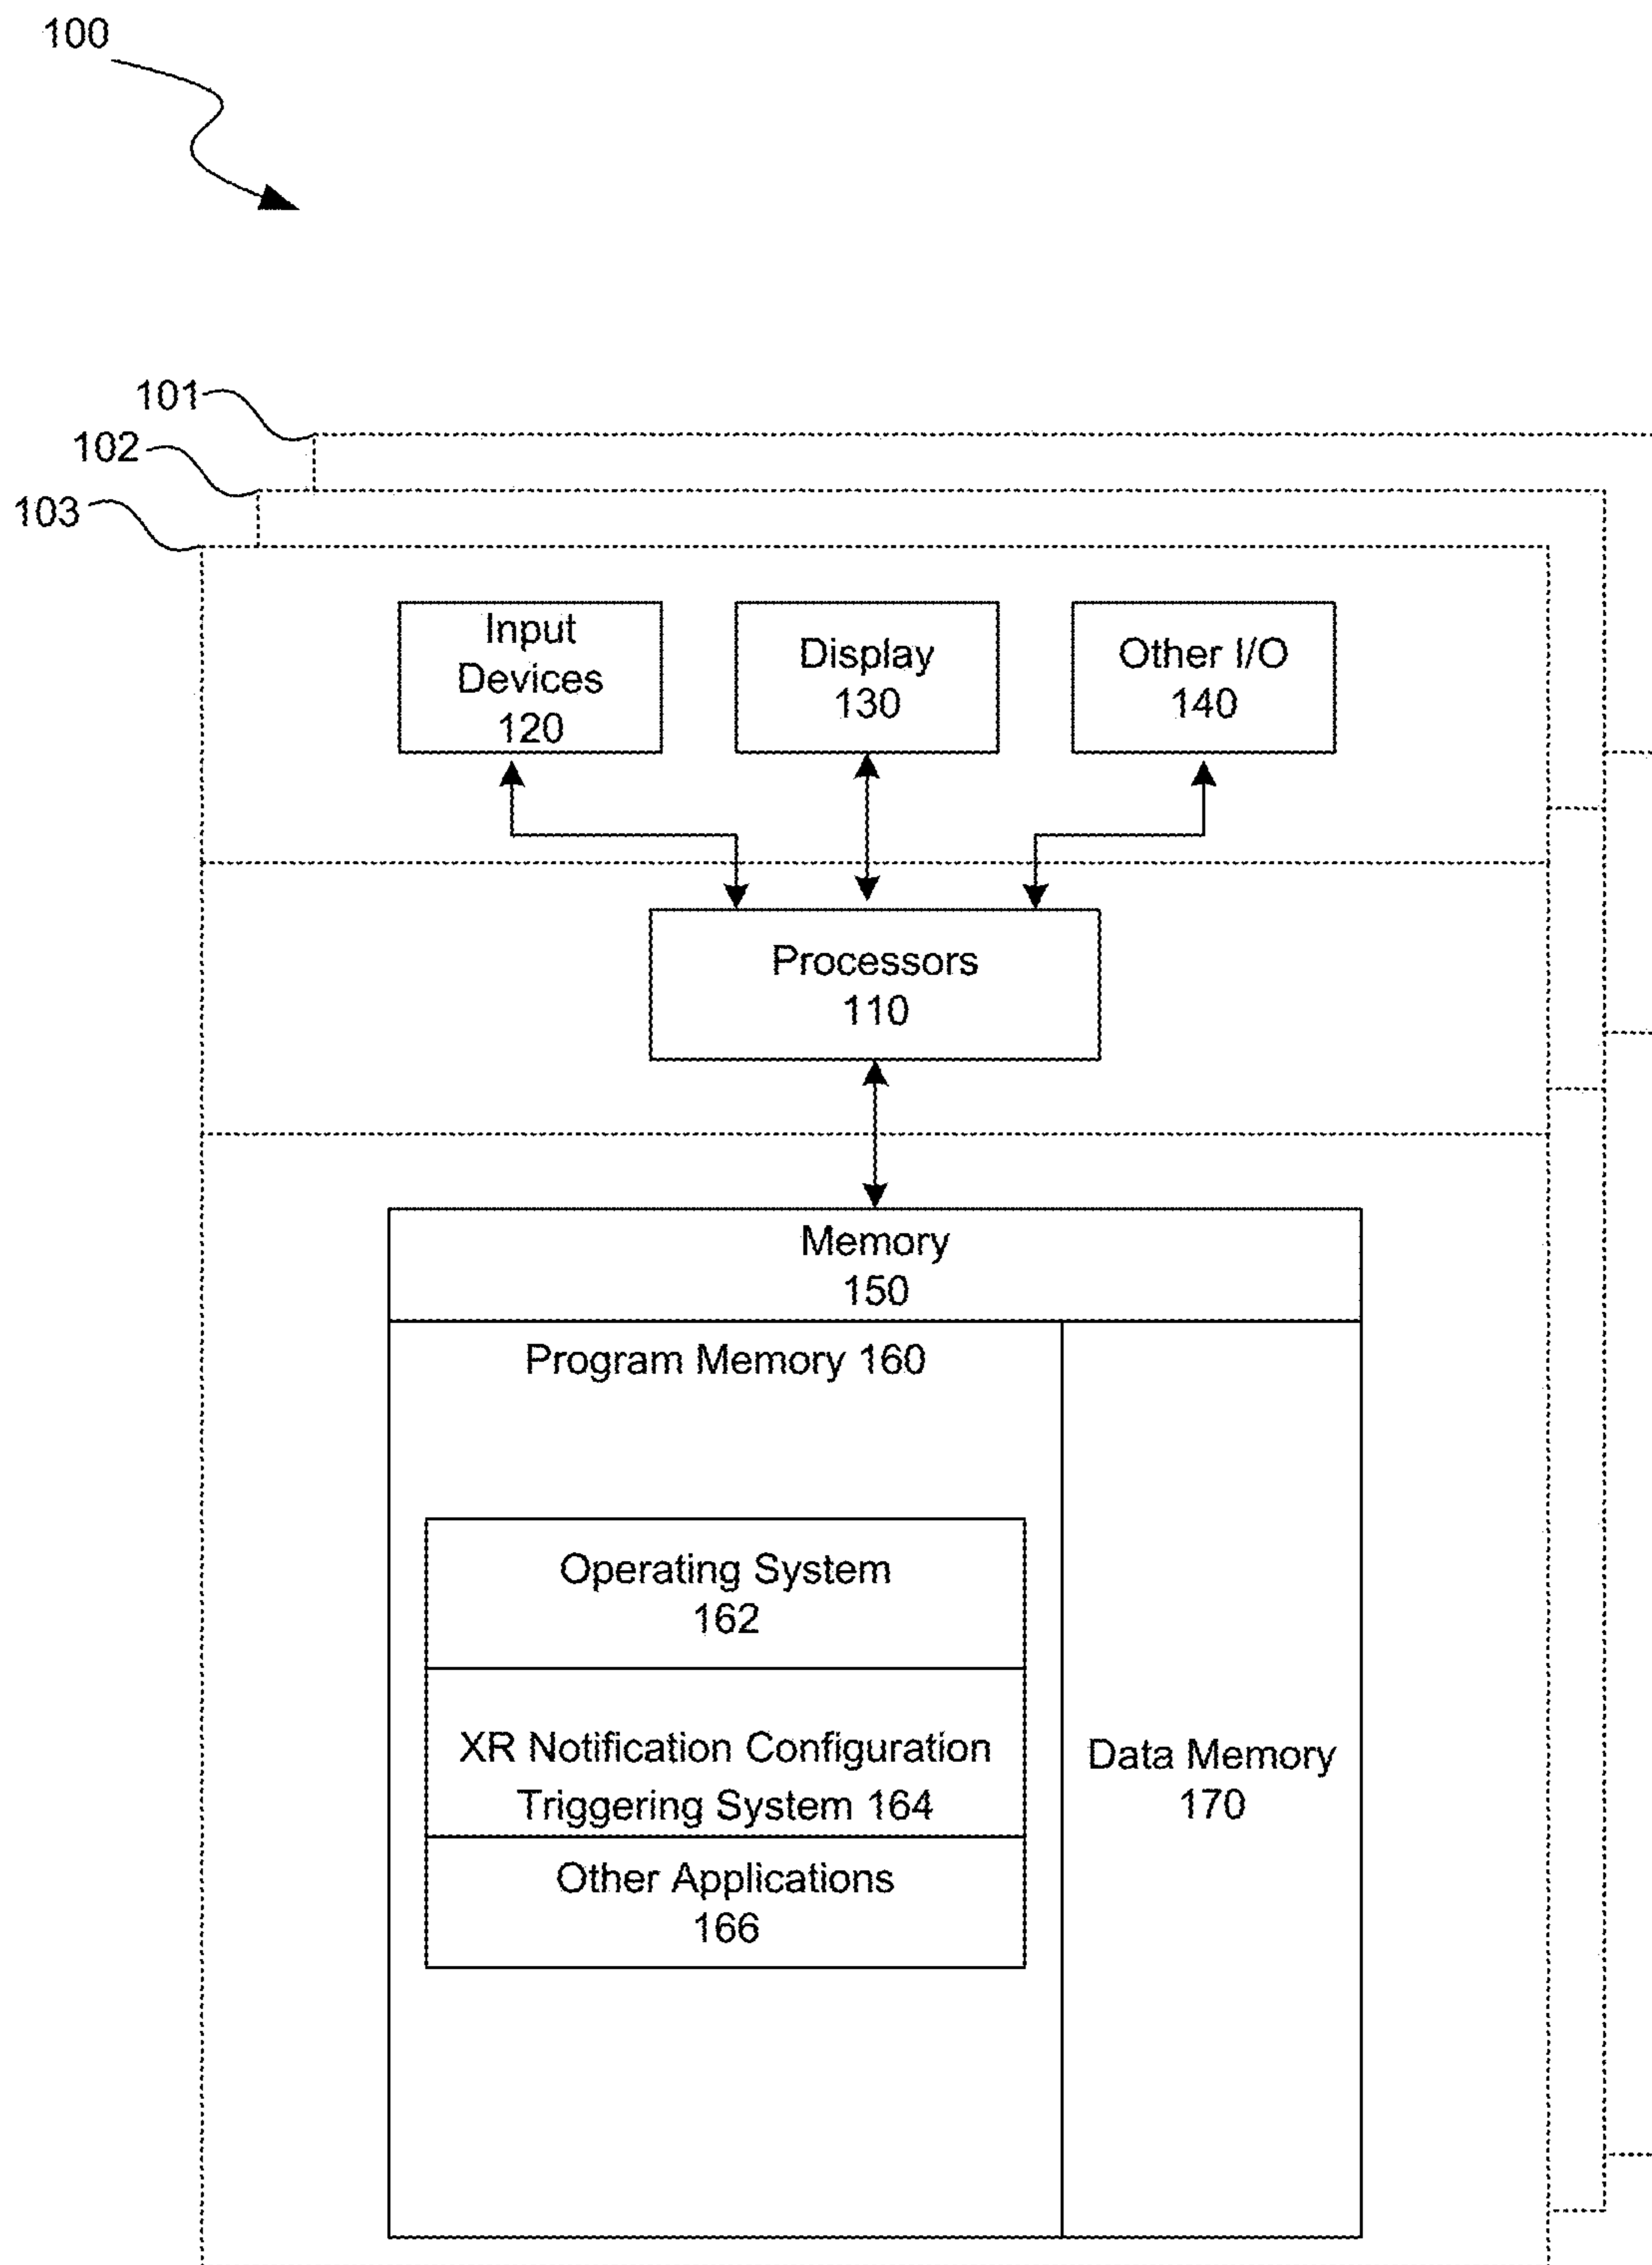 100
101
102
103
Input
Devices
120
Display
130
Other I/O
140
Processors
110
Memory
150
Program Memory 160
Operating System
162
XR Notification Configuration
Triggering System 164
Other Applications
166
Data Memory
170